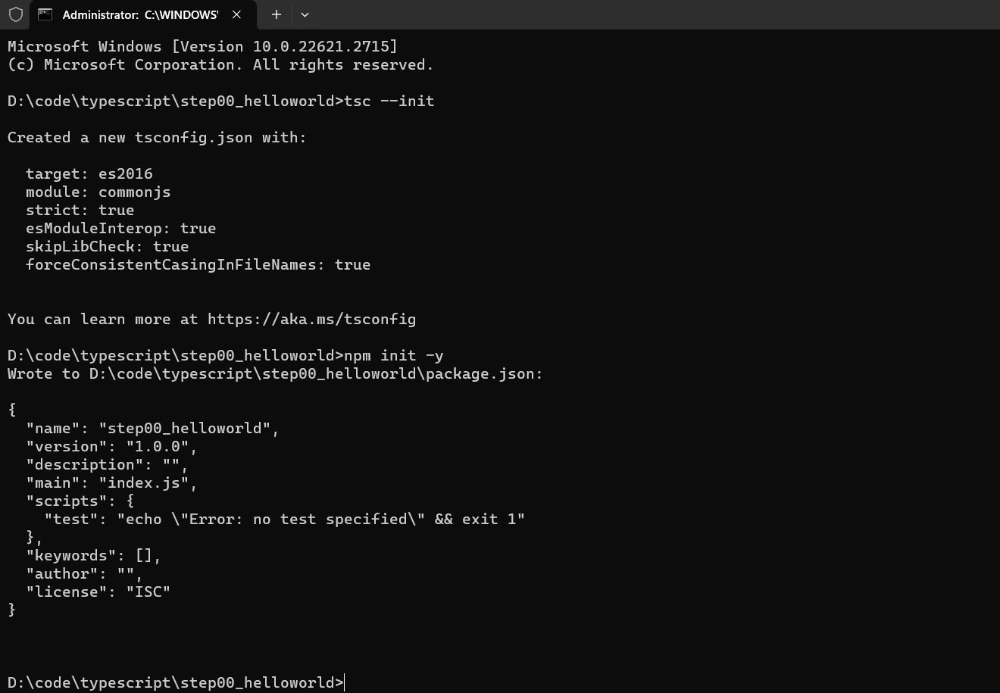 Administrator: C:\WINDOWS\
Microsoft Windows [Version 10.0.22621.2715]
(c) Microsoft Corporation. All rights reserved.
D:\code\typescript\step00_helloworld>tsc --init
Created a new tsconfig.json with:
target: es2016
module: commonjs
strict: true
esModuleInterop: true
skipLibCheck: true
forceConsistentCasingInFileNames: true
You can learn more at https://aka.ms/tsconfig
D:\code\typescript\step00_helloworld>npm init -y
Wrote to D:\code\typescript\step00_helloworld\package.json:
{
"name": "step00_helloworld",
"version": "1.0.0",
"description": "",
"main": "index.js",
"scripts": {
"test": "echo \"Error: no test specified\" && exit 1"
},
"keywords": [],
"author": "",
"license": "ISC"
}
D:\code\typescript\step00_helloworld>